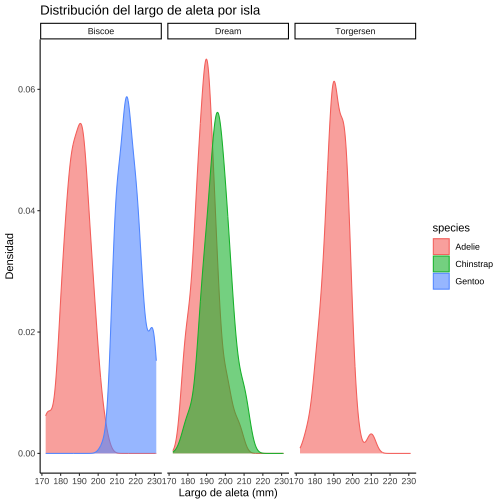 Distribución del largo de aleta por isla
Biscoe Dream Torgersen
0.06
0.04
0.02
0.00
Densidad
170 180 190 200 210 220 230 170 180 190 200 210 220 230 170 180 190 200 210 220 230
Largo de aleta (mm)
species
Adelie
Chinstrap
Gentoo